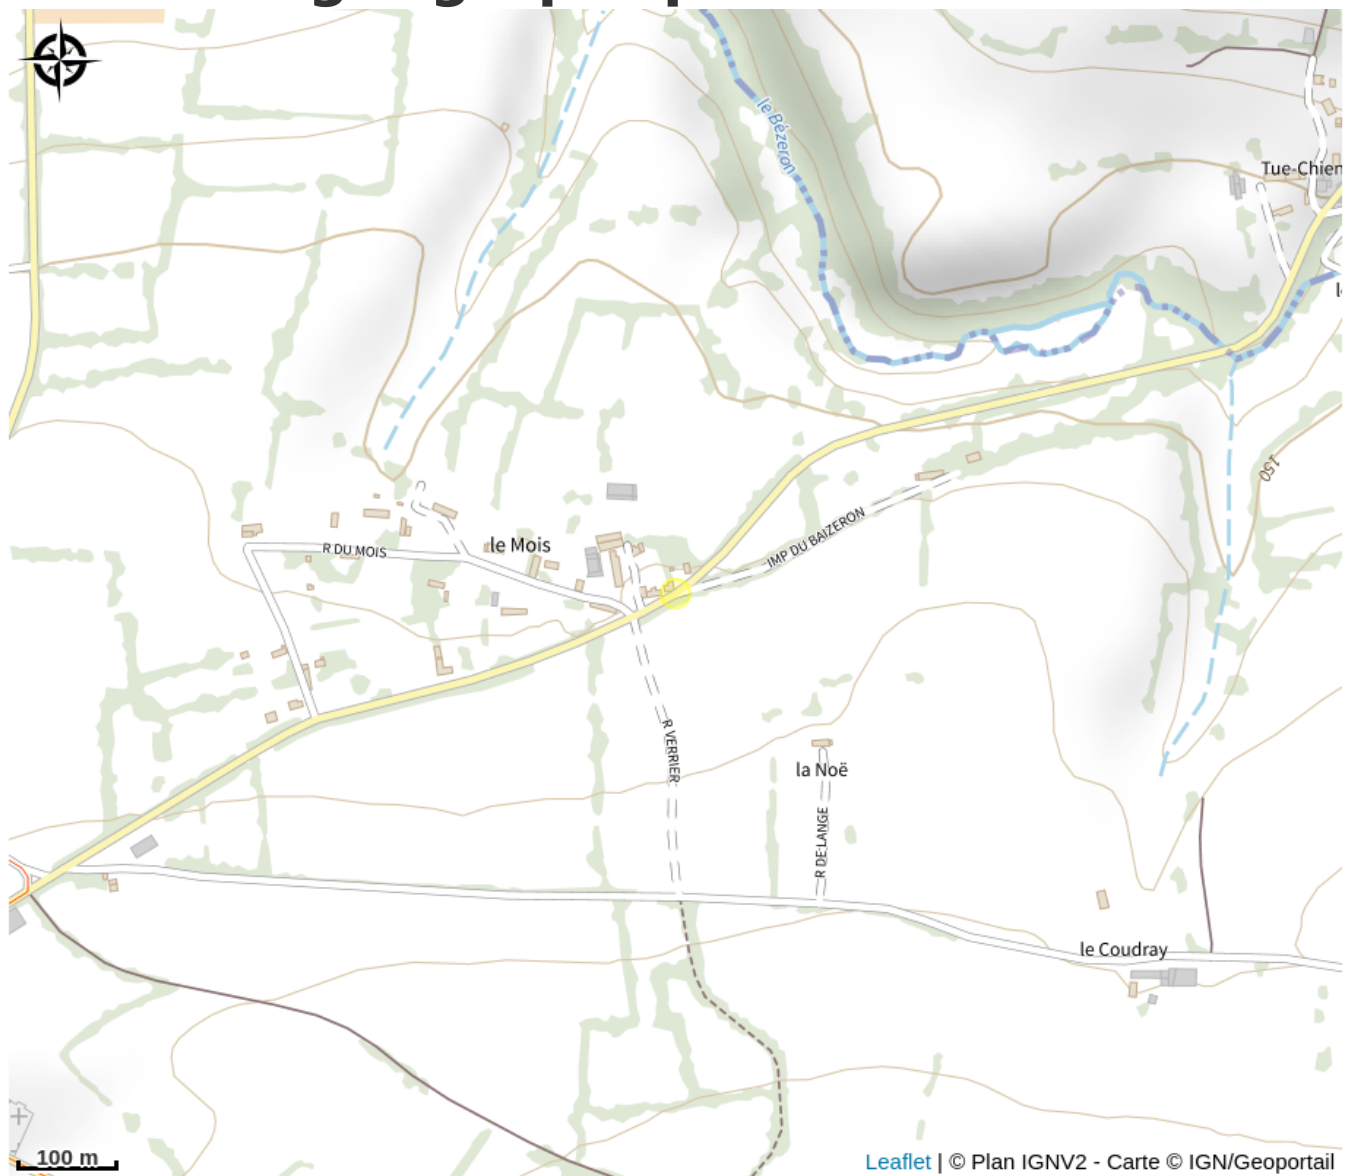 le Bézeron
Tue-Chien
150
IMP DU BAIZERON
R DU MOIS
le Mois
R VERRIER
la Noë
R DE LANGE
le Coudray
100 m
Leaflet | © Plan IGNV2 - Carte © IGN/Geoportail